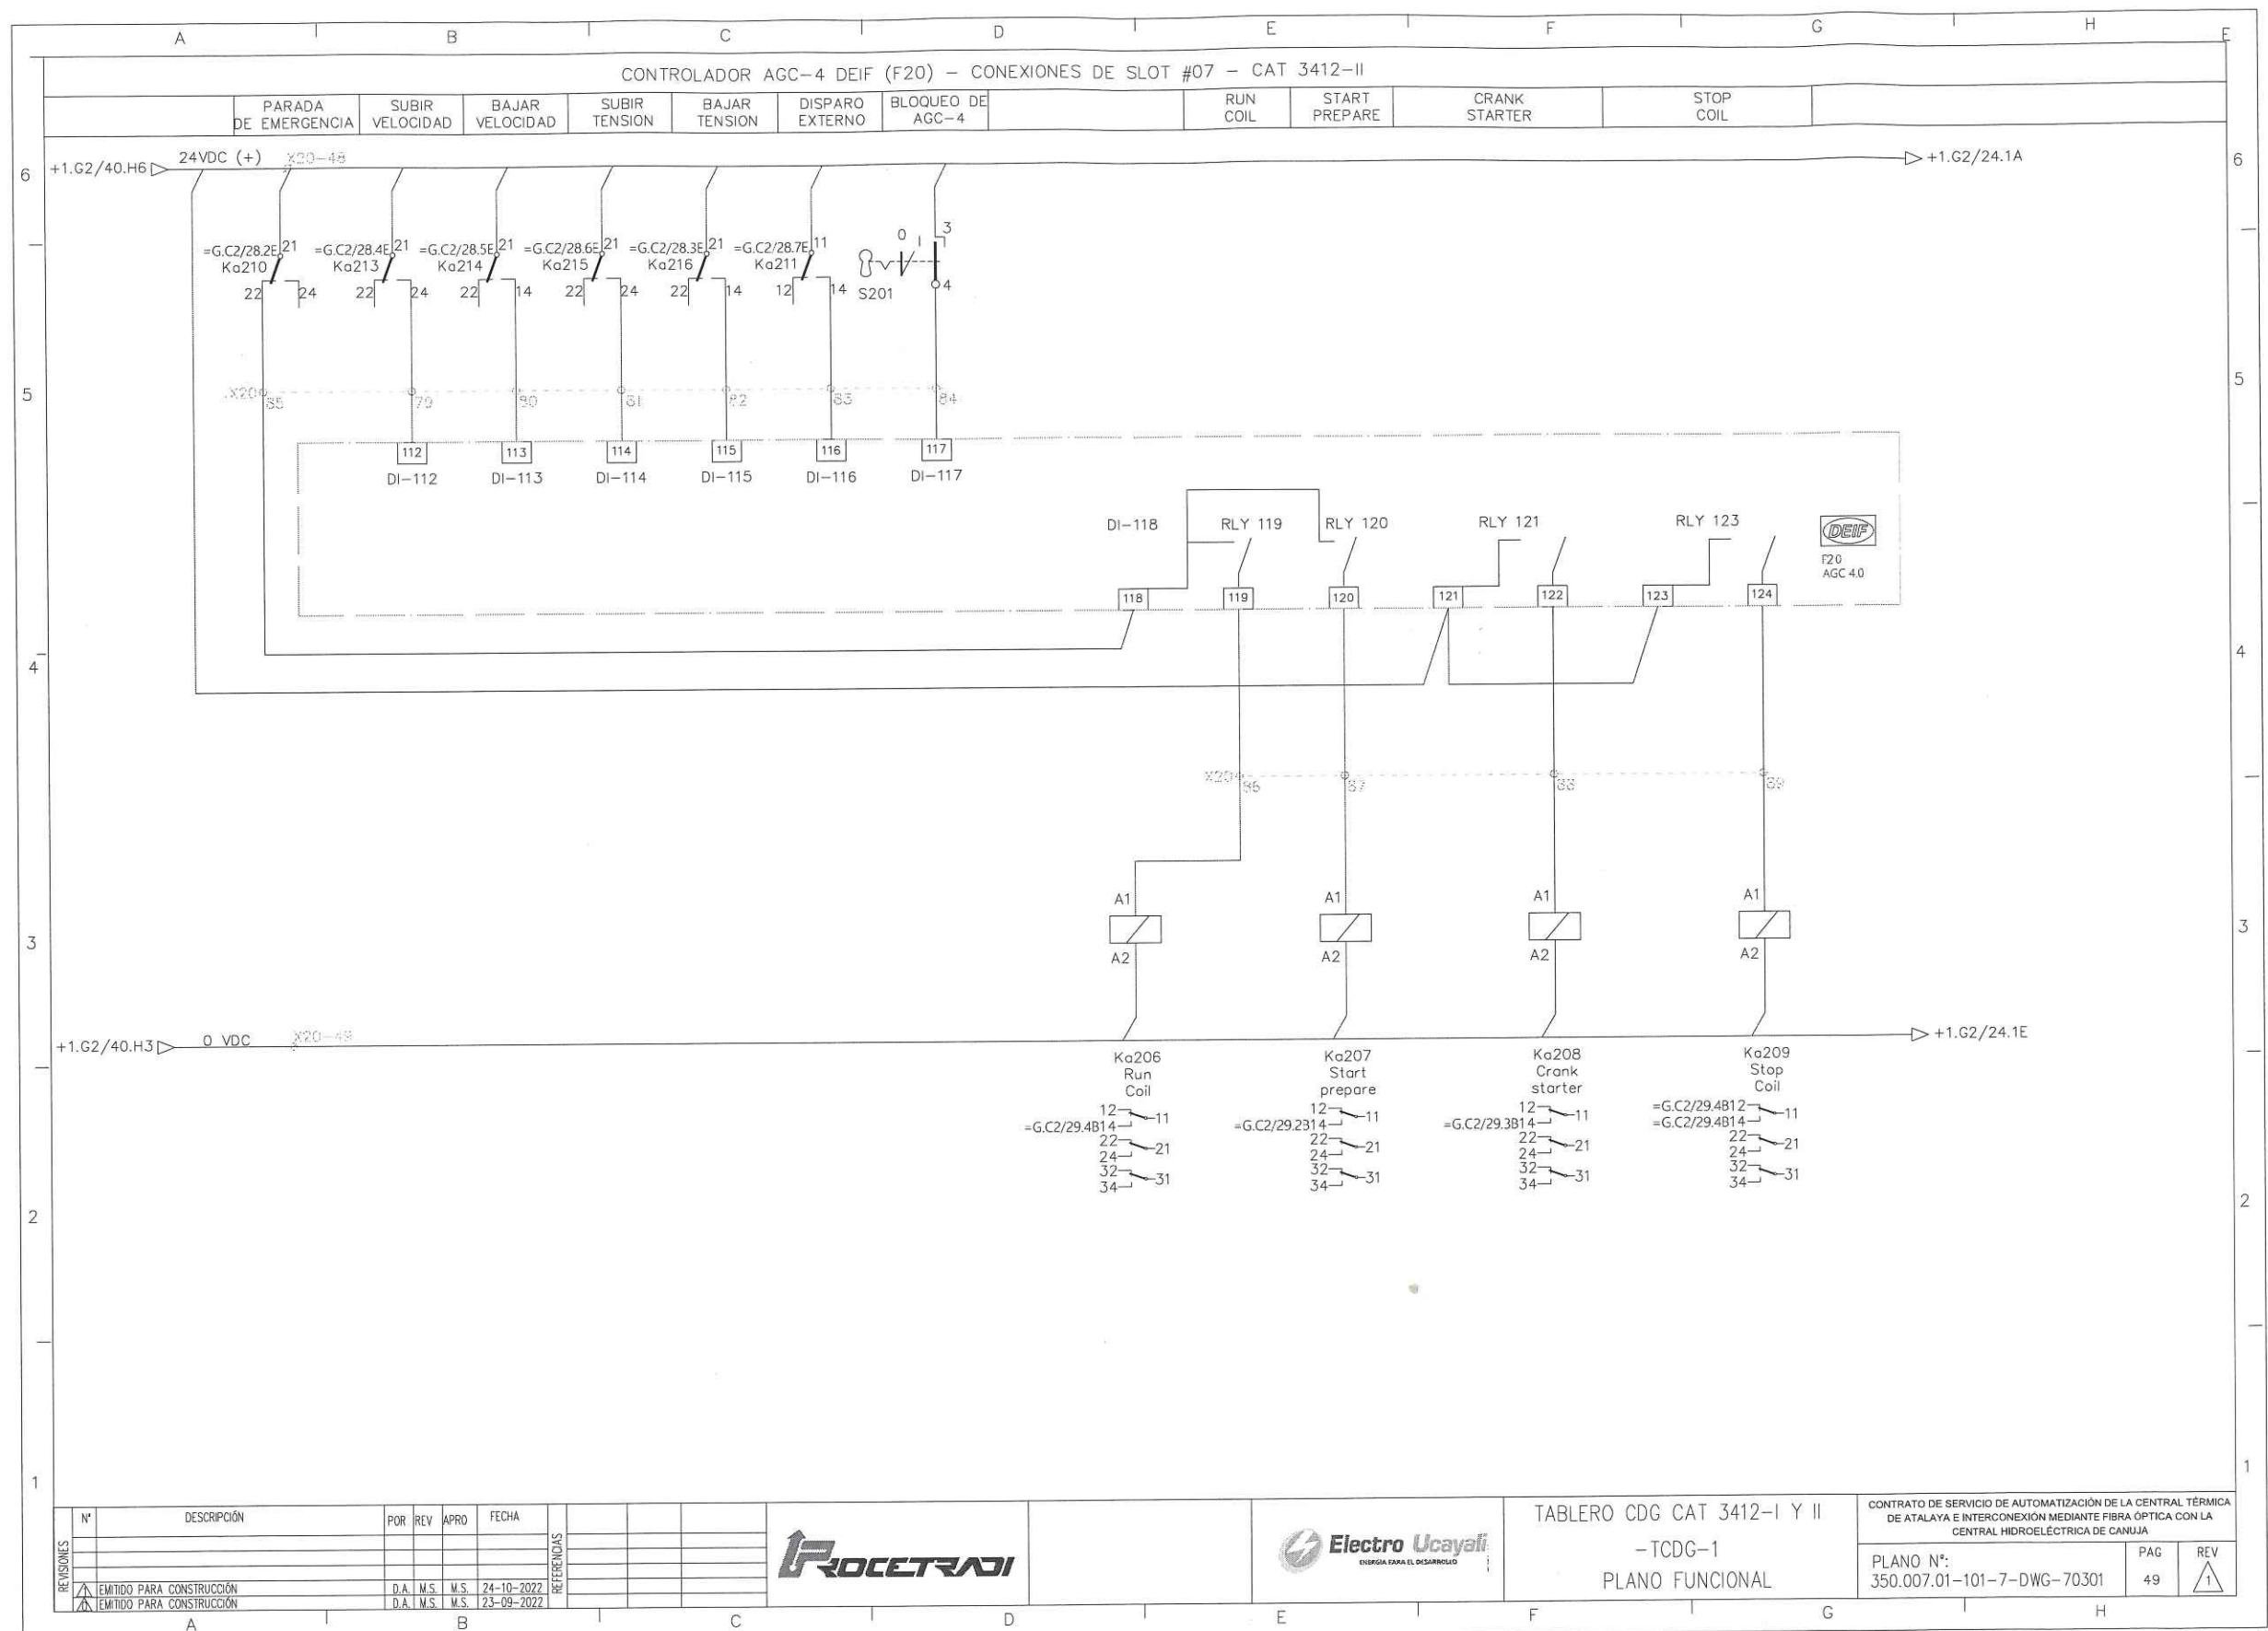 A B C D E F G H
CONTROLADOR AGC-4 DEIF (F20) - CONEXIONES DE SLOT #07 - CAT 3412-II
PARADA DE EMERGENCIA
SUBIR VELOCIDAD
BAJAR VELOCIDAD
SUBIR TENSION
BAJAR TENSION
DISPARO EXTERNO
BLOQUEO DE AGC-4
RUN COIL
START PREPARE
CRANK STARTER
STOP COIL
6 +1.G2/40.H6 24VDC (+) X20-48 +1.G2/24.1A 6
=G.C2/28.2E 21 Ka210 22 24
=G.C2/28.4E 21 Ka213 22 24
=G.C2/28.5E 21 Ka214 22 14
=G.C2/28.6E 21 Ka215 22 24
=G.C2/28.3E 21 Ka216 22 14
=G.C2/28.7E 11 Ka211 12 14
0 I 3 S201 4
5 X20 85 79 80 81 82 83 84 5
112 113 114 115 116 117
DI-112 DI-113 DI-114 DI-115 DI-116 DI-117
DI-118 RLY 119 RLY 120 RLY 121 RLY 123 DEIF
F20
AGC 4.0
118 119 120 121 122 123 124
4 4
X20 86 87 88 89
A1 A1 A1 A1
3 3
A2 A2 A2 A2
+1.G2/40.H3 0 VDC X20-49 +1.G2/24.1E
Ka206 Run Coil
12 11
=G.C2/29.4B14
22 21
24
32 31
34
Ka207 Start prepare
12 11
=G.C2/29.2B14
22 21
24
32 31
34
Ka208 Crank starter
12 11
=G.C2/29.3B14
22 21
24
32 31
34
Ka209 Stop Coil
=G.C2/29.4B12 11
=G.C2/29.4B14
22 21
24
32 31
34
2 2
1 1
REVISIONES
N° DESCRIPCIÓN POR REV APRO FECHA
1 EMITIDO PARA CONSTRUCCIÓN D.A. M.S. M.S. 24-10-2022
EMITIDO PARA CONSTRUCCIÓN D.A. M.S. M.S. 23-09-2022
REFERENCIAS
PROCETRADI
Electro Ucayali
ENERGÍA PARA EL DESARROLLO
TABLERO CDG CAT 3412-I Y II
-TCDG-1
PLANO FUNCIONAL
CONTRATO DE SERVICIO DE AUTOMATIZACIÓN DE LA CENTRAL TÉRMICA
DE ATALAYA E INTERCONEXIÓN MEDIANTE FIBRA ÓPTICA CON LA
CENTRAL HIDROELÉCTRICA DE CANUJA
PLANO N°:
350.007.01-101-7-DWG-70301
PAG
49
REV
1
A B C D E F G H